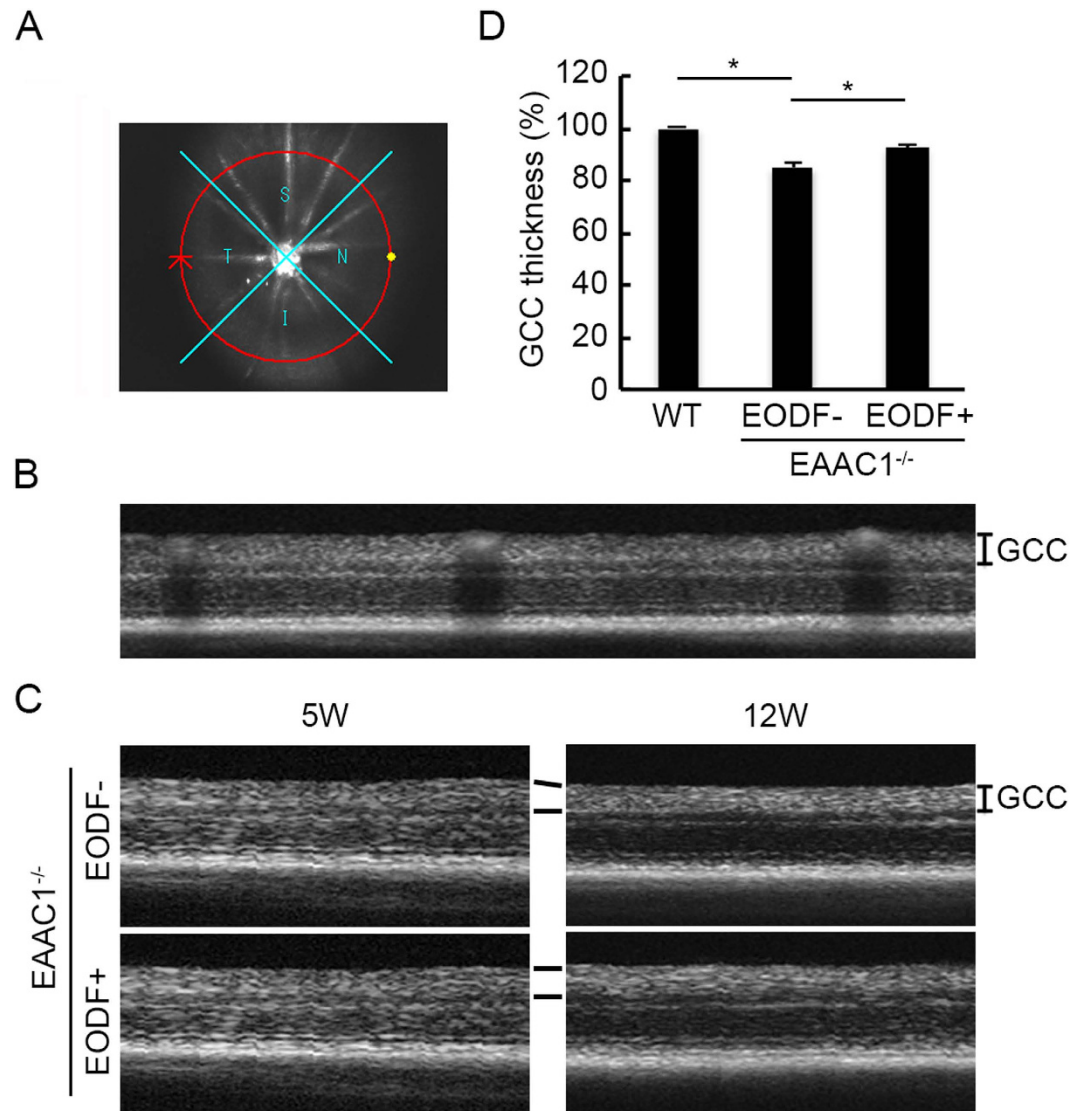 A
S
T
N
I
D
GCC thickness (%)
120
100
80
60
40
20
0
*
*
WT
EODF-
EODF+
EAAC1-/-
B
GCC
C
5W
12W
EAAC1-/-
EODF-
EODF+
GCC